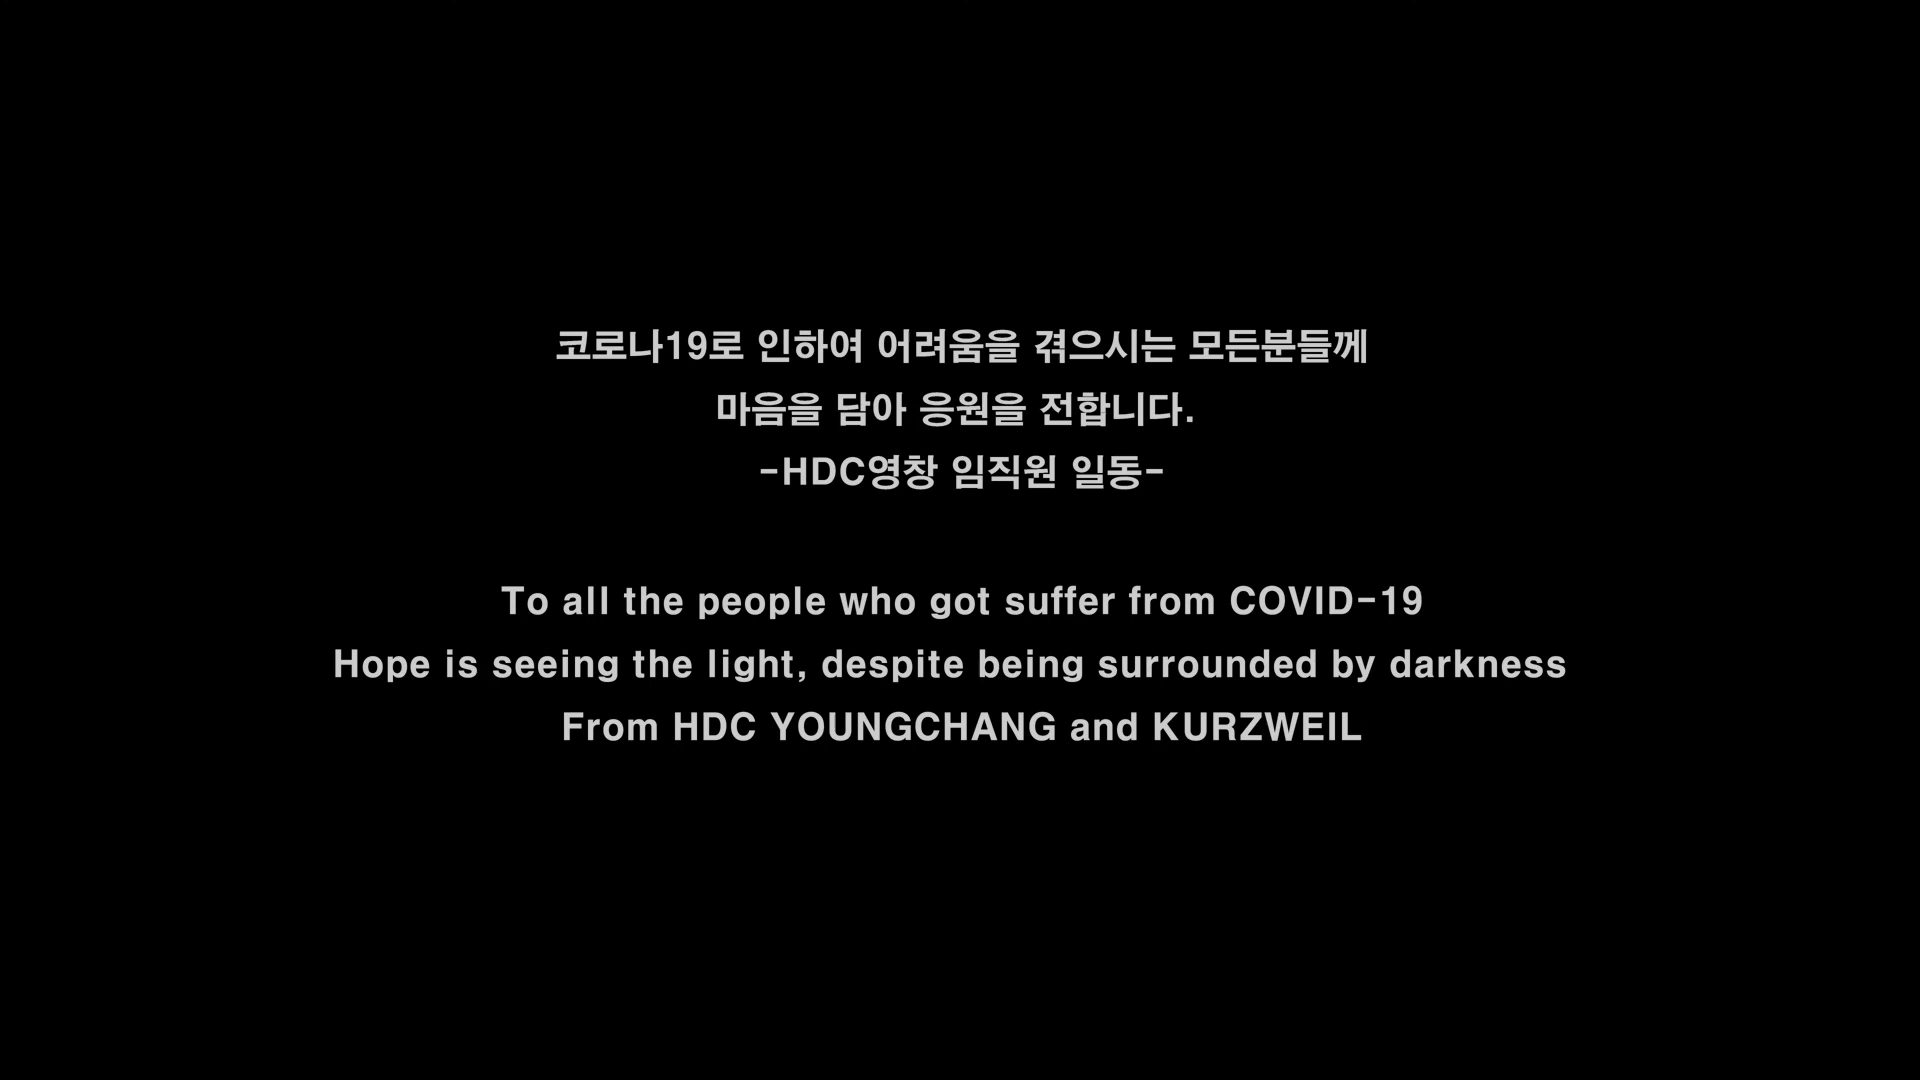 코로나19로 인하여 어려움을 겪으시는 모든분들께
마음을 담아 응원을 전합니다.
-HDC영창 임직원 일동-
To all the people who got suffer from COVID-19
Hope is seeing the light, despite being surrounded by darkness
From HDC YOUNGCHANG and KURZWEIL